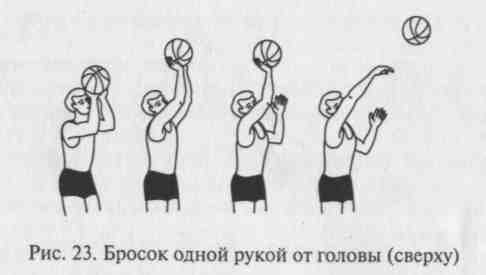 Рис. 23. Бросок одной рукой от головы (сверху)